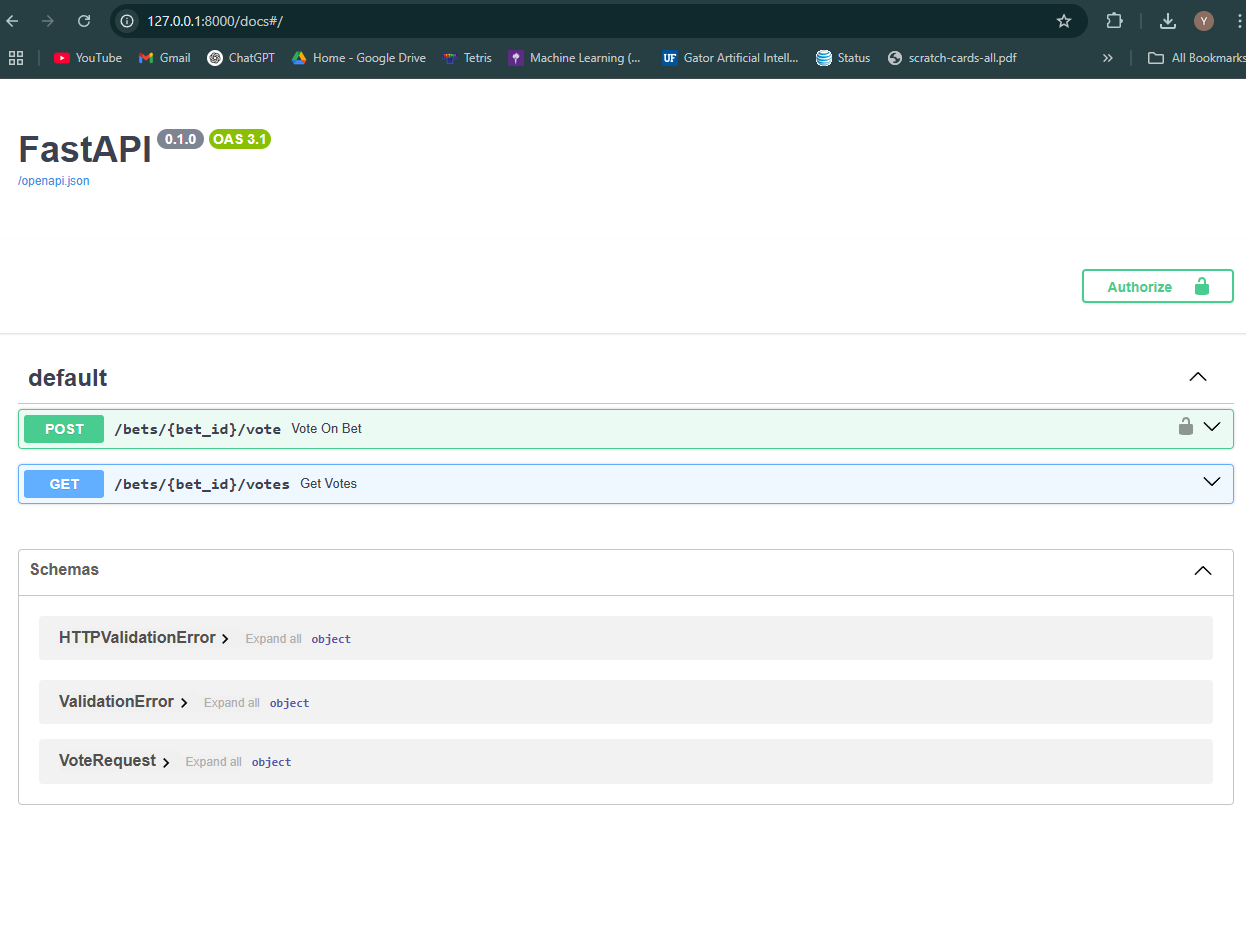 127.0.0.1:8000/docs#/
Y
YouTube Gmail ChatGPT Home - Google Drive Tetris Machine Learning (... UF Gator Artificial Intell... Status scratch-cards-all.pdf » All Bookmarks
FastAPI 0.1.0 OAS 3.1
/openapi.json
Authorize
default
POST /bets/{bet_id}/vote Vote On Bet
GET /bets/{bet_id}/votes Get Votes
Schemas
HTTPValidationError Expand all object
ValidationError Expand all object
VoteRequest Expand all object